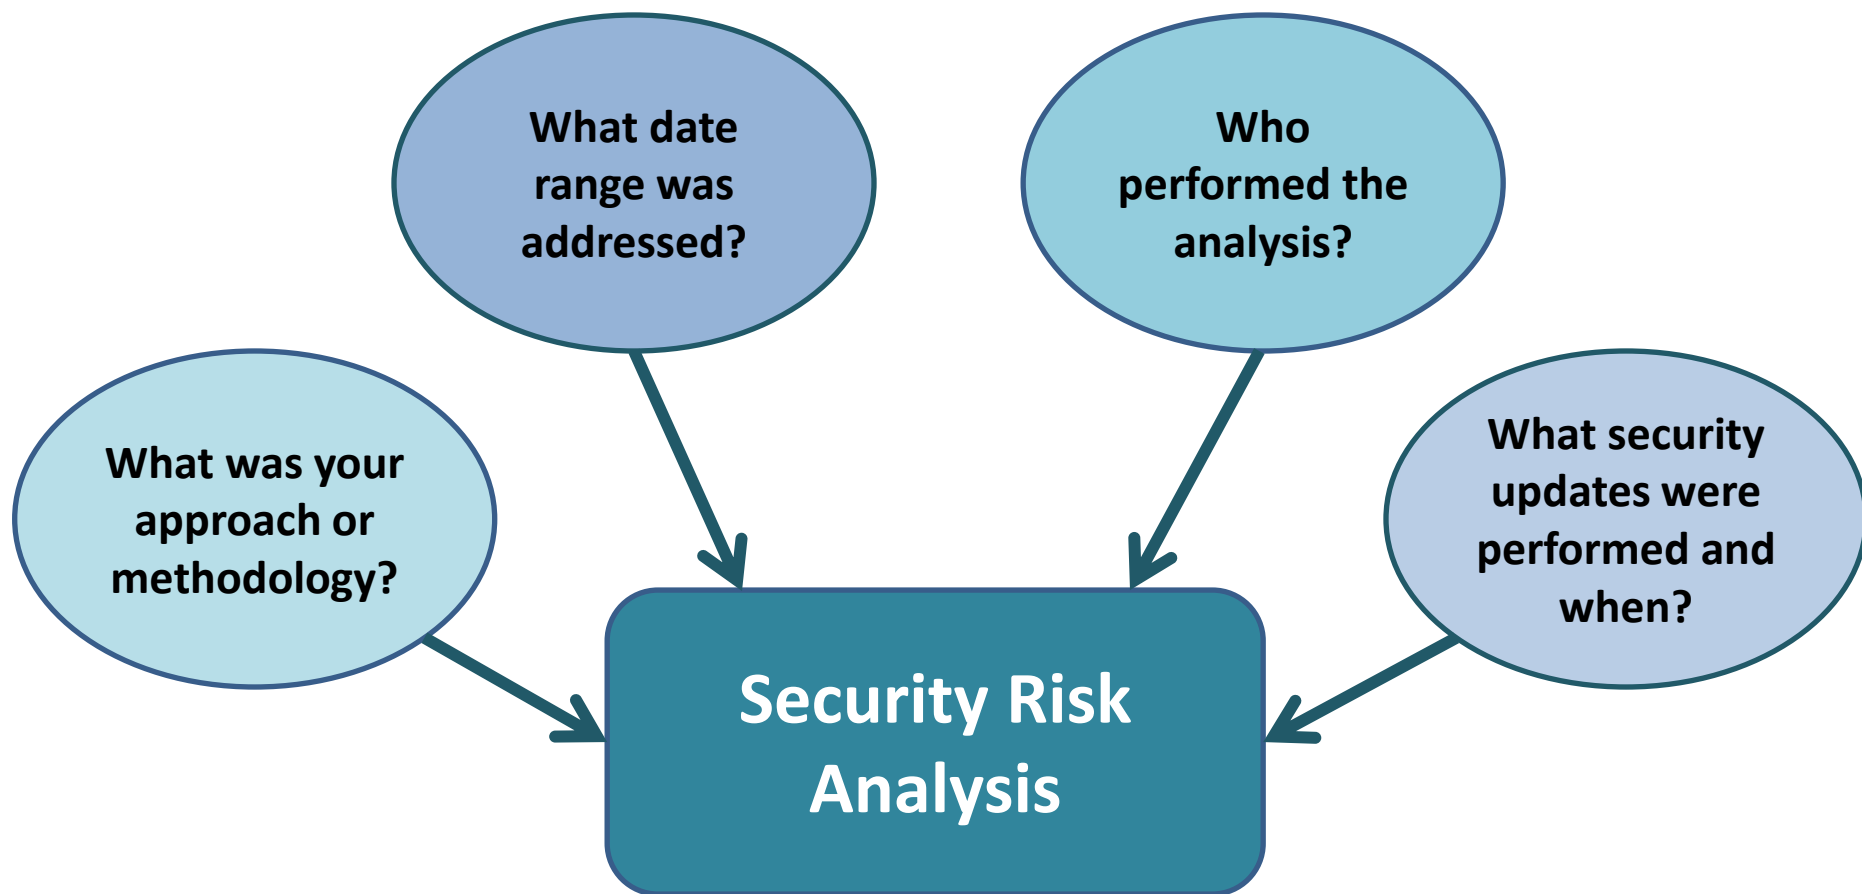 What date
range was
addressed?
Who
performed the
analysis?
What was your
approach or
methodology?
What security
updates were
performed and
when?
Security Risk
Analysis